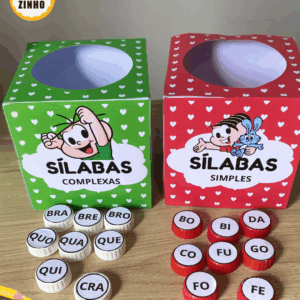 ZINHO
SÍLABAS
COMPLEXAS
SÍLABAS
SIMPLES
BRA BRE BRO
QUO QUA QUE
QUI
CRA
BO BI DA
CO FU GO
FO FE